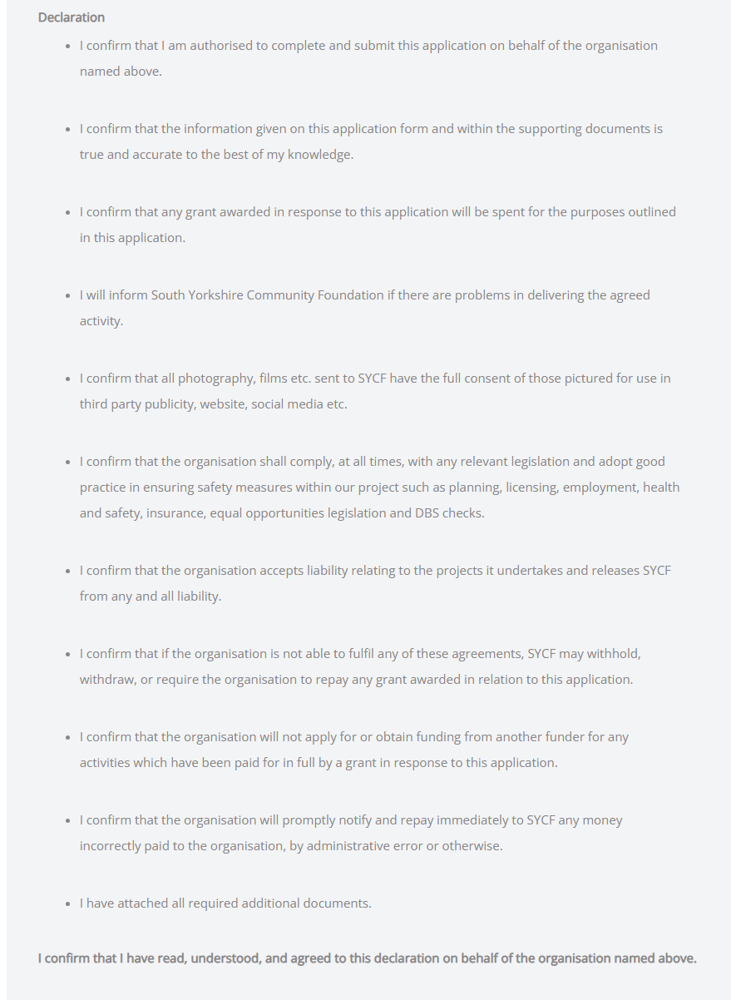 Declaration
• I confirm that I am authorised to complete and submit this application on behalf of the organisation
named above.
• I confirm that the information given on this application form and within the supporting documents is
true and accurate to the best of my knowledge.
• I confirm that any grant awarded in response to this application will be spent for the purposes outlined
in this application.
• I will inform South Yorkshire Community Foundation if there are problems in delivering the agreed
activity.
• I confirm that all photography, films etc. sent to SYCF have the full consent of those pictured for use in
third party publicity, website, social media etc.
• I confirm that the organisation shall comply, at all times, with any relevant legislation and adopt good
practice in ensuring safety measures within our project such as planning, licensing, employment, health
and safety, insurance, equal opportunities legislation and DBS checks.
• I confirm that the organisation accepts liability relating to the projects it undertakes and releases SYCF
from any and all liability.
• I confirm that if the organisation is not able to fulfil any of these agreements, SYCF may withhold,
withdraw, or require the organisation to repay any grant awarded in relation to this application.
• I confirm that the organisation will not apply for or obtain funding from another funder for any
activities which have been paid for in full by a grant in response to this application.
• I confirm that the organisation will promptly notify and repay immediately to SYCF any money
incorrectly paid to the organisation, by administrative error or otherwise.
• I have attached all required additional documents.
I confirm that I have read, understood, and agreed to this declaration on behalf of the organisation named above.